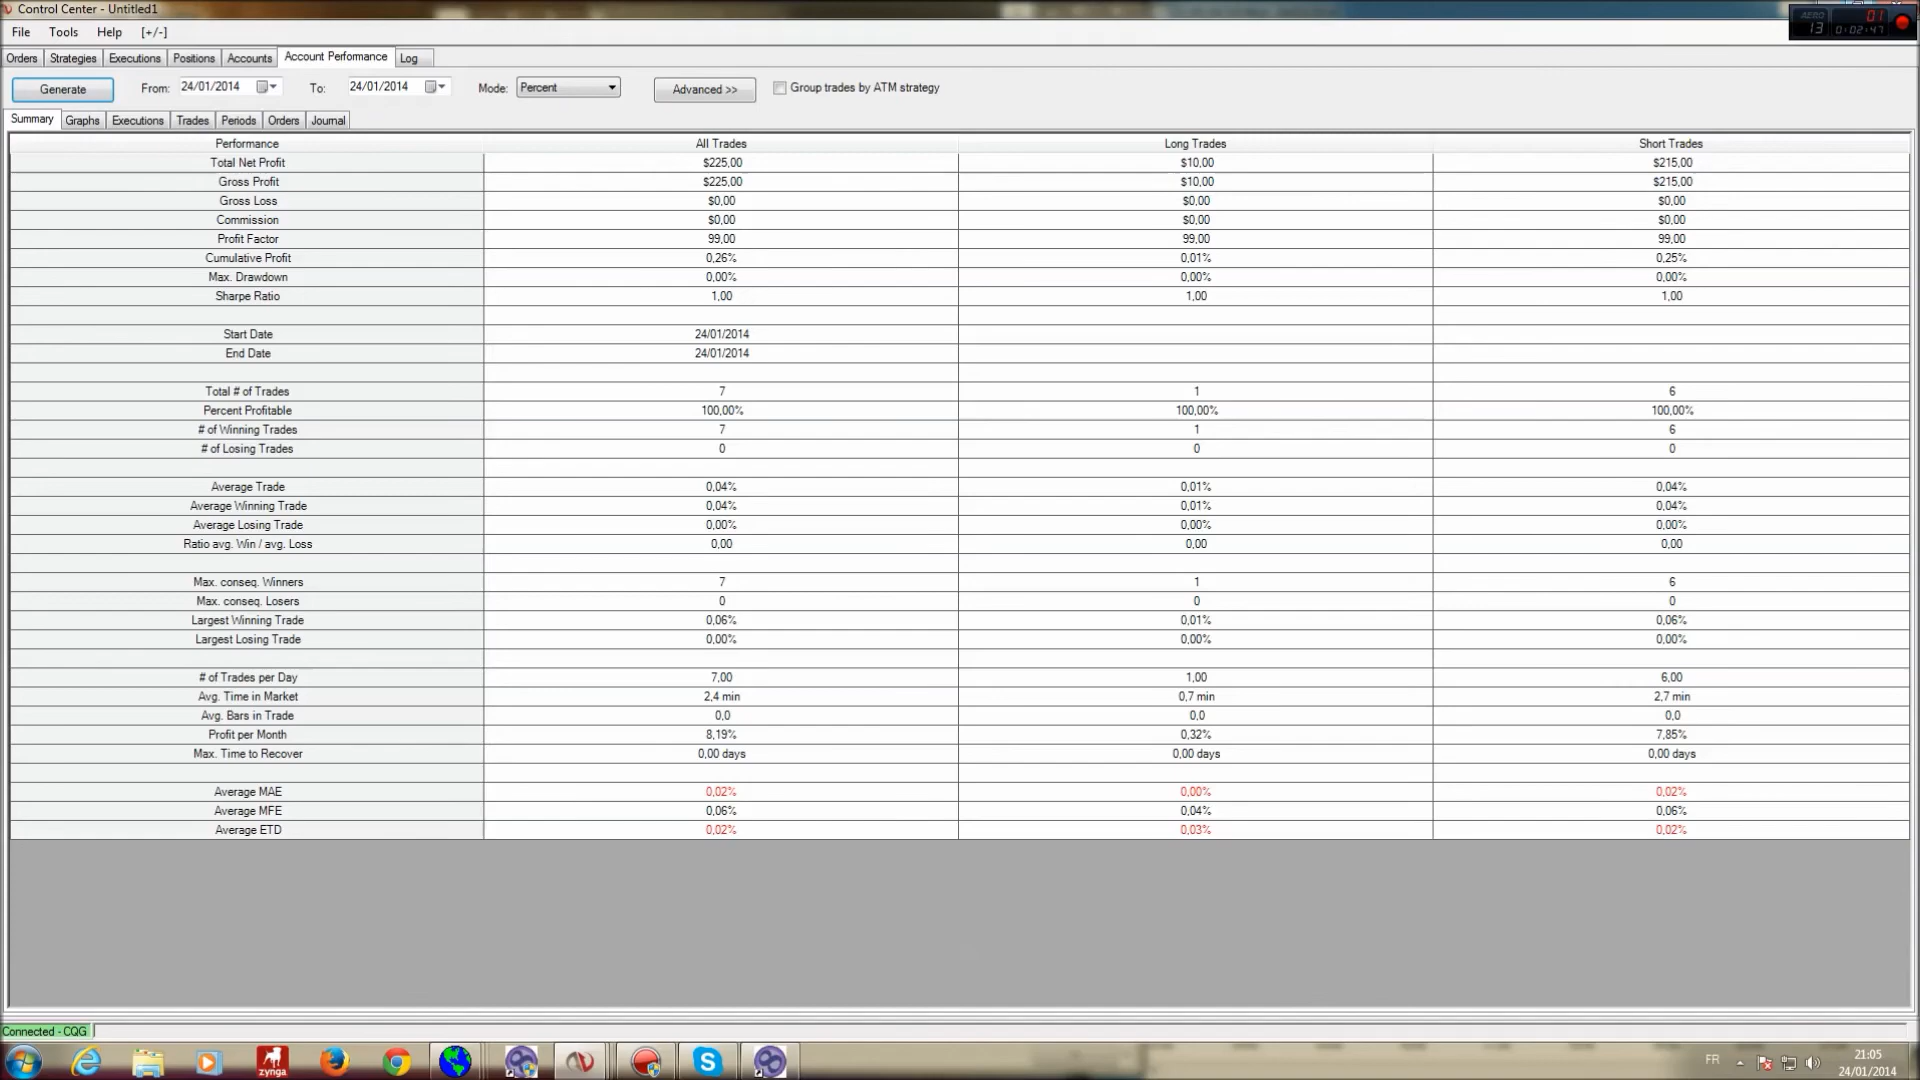 Control Center - Untitled1
File Tools Help [+/-]
AERO 13 01 0:02:47
Orders Strategies Executions Positions Accounts Account Performance Log
Generate From: 24/01/2014 To: 24/01/2014 Mode: Percent Advanced >> Group trades by ATM strategy
Summary Graphs Executions Trades Periods Orders Journal
Performance All Trades Long Trades Short Trades
Total Net Profit $225,00 $10,00 $215,00
Gross Profit $225,00 $10,00 $215,00
Gross Loss $0,00 $0,00 $0,00
Commission $0,00 $0,00 $0,00
Profit Factor 99,00 99,00 99,00
Cumulative Profit 0,26% 0,01% 0,25%
Max. Drawdown 0,00% 0,00% 0,00%
Sharpe Ratio 1,00 1,00 1,00
Start Date 24/01/2014
End Date 24/01/2014
Total # of Trades 7 1 6
Percent Profitable 100,00% 100,00% 100,00%
# of Winning Trades 7 1 6
# of Losing Trades 0 0 0
Average Trade 0,04% 0,01% 0,04%
Average Winning Trade 0,04% 0,01% 0,04%
Average Losing Trade 0,00% 0,00% 0,00%
Ratio avg. Win / avg. Loss 0,00 0,00 0,00
Max. conseq. Winners 7 1 6
Max. conseq. Losers 0 0 0
Largest Winning Trade 0,06% 0,01% 0,06%
Largest Losing Trade 0,00% 0,00% 0,00%
# of Trades per Day 7,00 1,00 6,00
Avg. Time in Market 2,4 min 0,7 min 2,7 min
Avg. Bars in Trade 0,0 0,0 0,0
Profit per Month 8,19% 0,32% 7,85%
Max. Time to Recover 0,00 days 0,00 days 0,00 days
Average MAE 0,02% 0,00% 0,02%
Average MFE 0,06% 0,04% 0,06%
Average ETD 0,02% 0,03% 0,02%
Connected - CQG
zynga
FR
21:05
24/01/2014